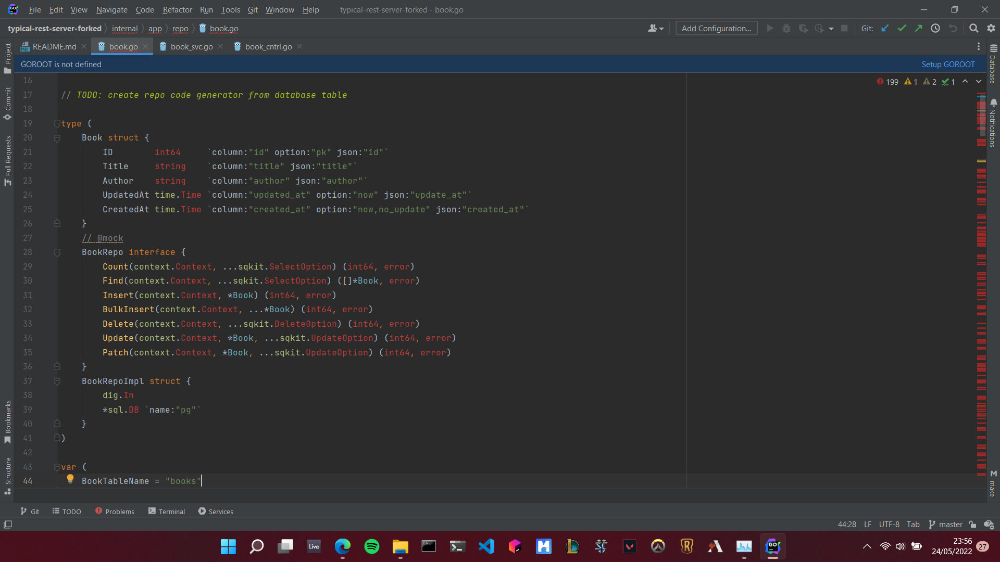 File Edit View Navigate Code Refactor Run Tools Git Window Help typical-rest-server-forked - book.go
typical-rest-server-forked internal app repo book.go Add Configuration... Git:
README.md book.go book_svc.go book_cntrl.go
GOROOT is not defined Setup GOROOT
199 1 2 1
16
17 // TODO: create repo code generator from database table
18
19 type (
20 Book struct {
21 ID int64 `column:"id" option:"pk" json:"id"`
22 Title string `column:"title" json:"title"`
23 Author string `column:"author" json:"author"`
24 UpdatedAt time.Time `column:"updated_at" option:"now" json:"update_at"`
25 CreatedAt time.Time `column:"created_at" option:"now,no_update" json:"created_at"`
26 }
27 // @mock
28 BookRepo interface {
29 Count(context.Context, ...sqkit.SelectOption) (int64, error)
30 Find(context.Context, ...sqkit.SelectOption) ([]*Book, error)
31 Insert(context.Context, *Book) (int64, error)
32 BulkInsert(context.Context, ...*Book) (int64, error)
33 Delete(context.Context, ...sqkit.DeleteOption) (int64, error)
34 Update(context.Context, *Book, ...sqkit.UpdateOption) (int64, error)
35 Patch(context.Context, *Book, ...sqkit.UpdateOption) (int64, error)
36 }
37 BookRepoImpl struct {
38 dig.In
39 *sql.DB `name:"pg"`
40 }
41 )
42
43 var (
44 BookTableName = "books"
Project
Commit
Pull Requests
Bookmarks
Structure
Database
Notifications
make
Git TODO Problems Terminal Services
44:28 LF UTF-8 Tab master
Live
23:56
24/05/2022 27